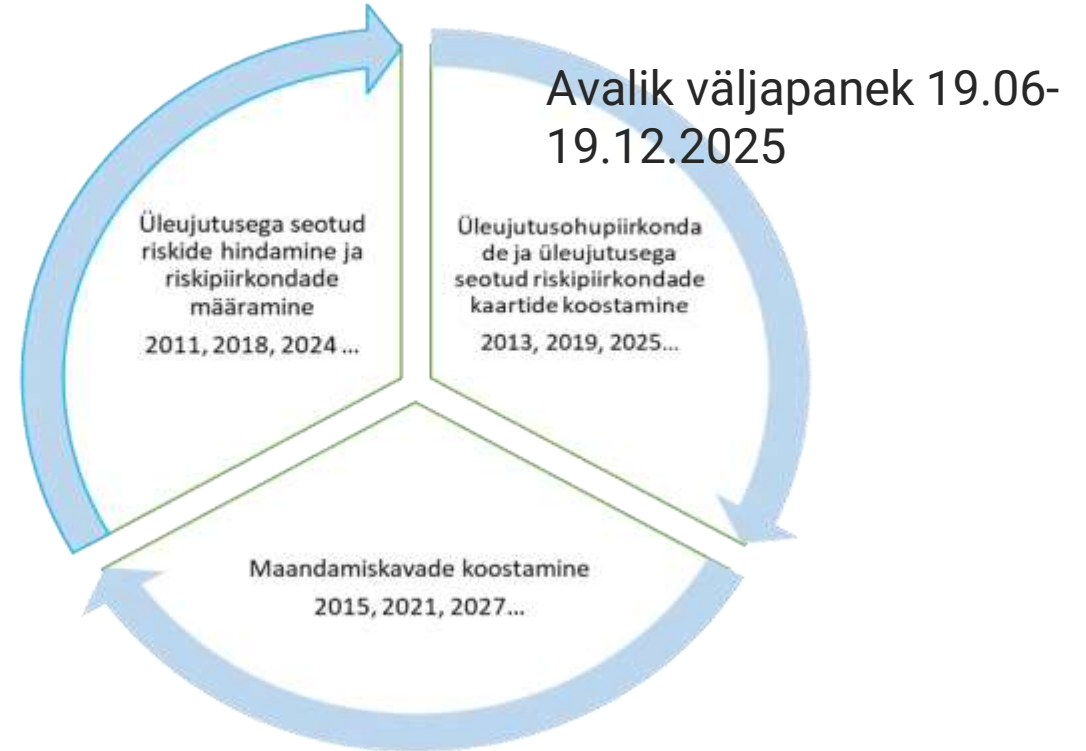 Avalik väljapanek 19.06-
19.12.2025
Üleujutusega seotud
riskide hindamine ja
riskipiirkondade
määramine
2011, 2018, 2024 ...
Üleujutusohupiirkonda
de ja üleujutusega
seotud riskipiirkondade
kaartide koostamine
2013, 2019, 2025...
Maandamiskavade koostamine
2015, 2021, 2027...